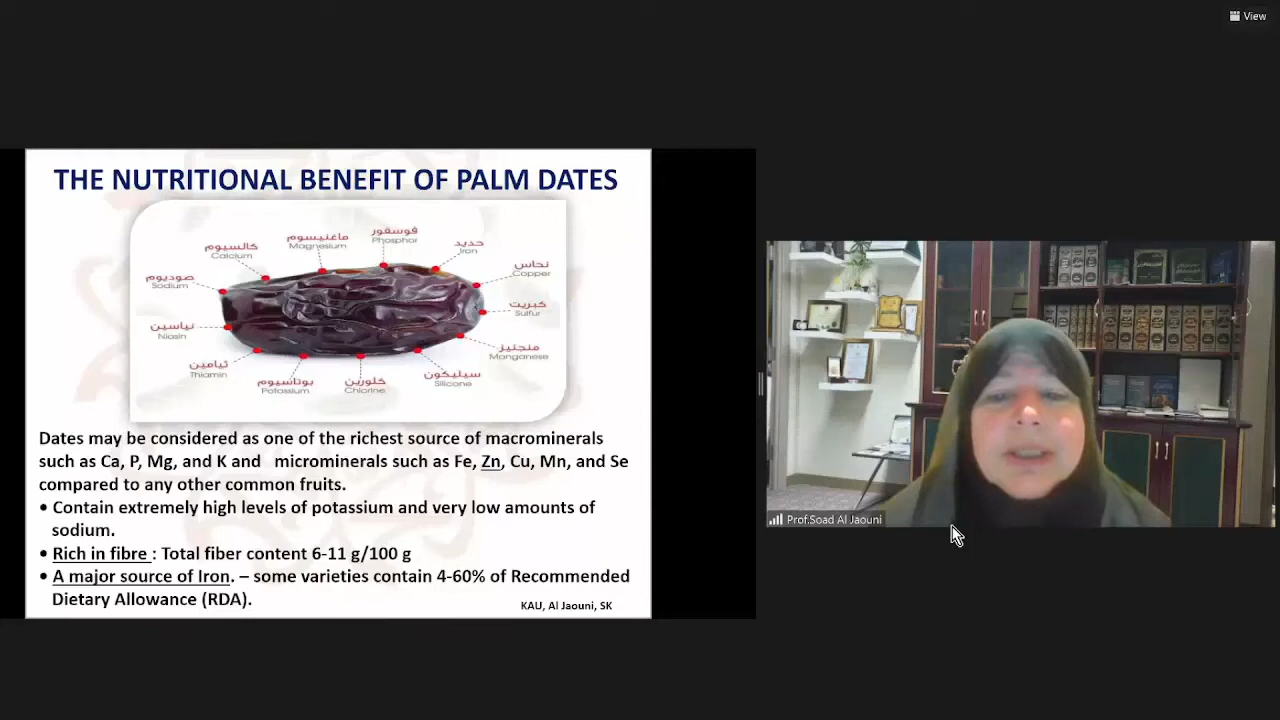 View
THE NUTRITIONAL BENEFIT OF PALM DATES
فوسفور
Phosphor
ماغنيسيوم
Magnesium
حديد
Iron
كالسيوم
Calcium
نحاس
Copper
صوديوم
Sodium
كبريت
Sulfur
نياسين
Niasin
منجنيز
Manganese
ثيامين
Thiamin
سيليكون
Silicone
بوتاسيوم
Potassium
كلورين
Chlorine
Dates may be considered as one of the richest source of macrominerals
such as Ca, P, Mg, and K and microminerals such as Fe, Zn, Cu, Mn, and Se
compared to any other common fruits.
• Contain extremely high levels of potassium and very low amounts of
sodium.
• Rich in fibre : Total fiber content 6-11 g/100 g
• A major source of Iron. – some varieties contain 4-60% of Recommended
Dietary Allowance (RDA).
KAU, Al Jaouni, SK
Prof.Soad Al Jaouni